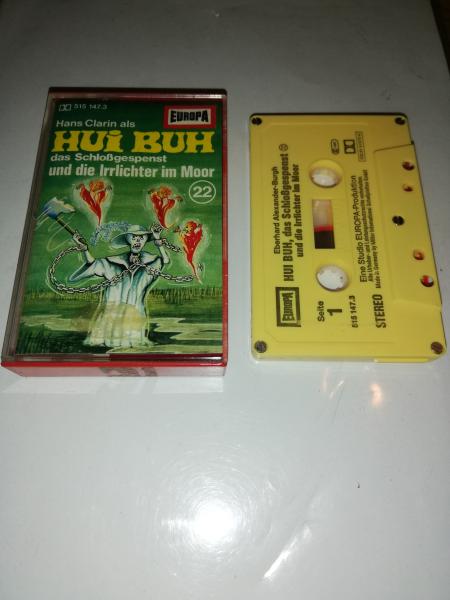 515 147.3
EUROPA
Hans Clarin als
HUI BUH
das Schloßgespenst
und die Irrlichter im Moor
22
Eberhard Alexander-Burgh
HUI BUH, das Schloßgespenst 22
und die Irrlichter im Moor
EUROPA
Seite
1
515 147.3
STEREO
Eine Studio EUROPA-Produktion